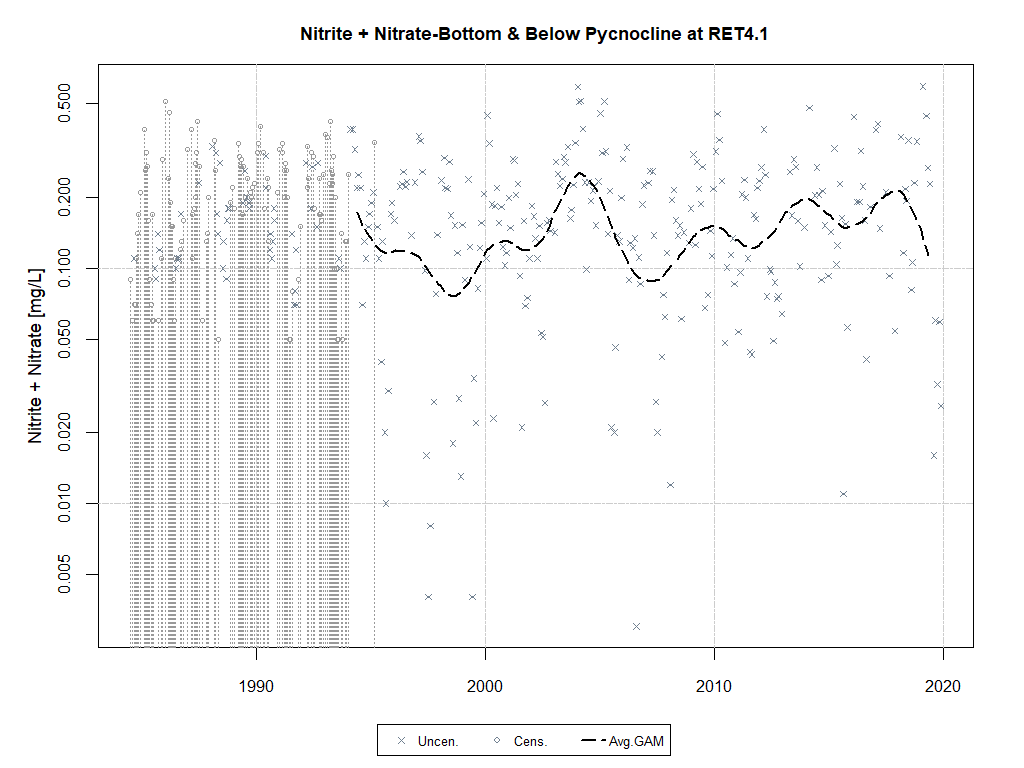 Nitrite + Nitrate-Bottom & Below Pycnocline at RET4.1
Nitrite + Nitrate [mg/L]
0.500
0.200
0.100
0.050
0.020
0.010
0.005
1990 2000 2010 2020
Uncen. Cens. Avg.GAM